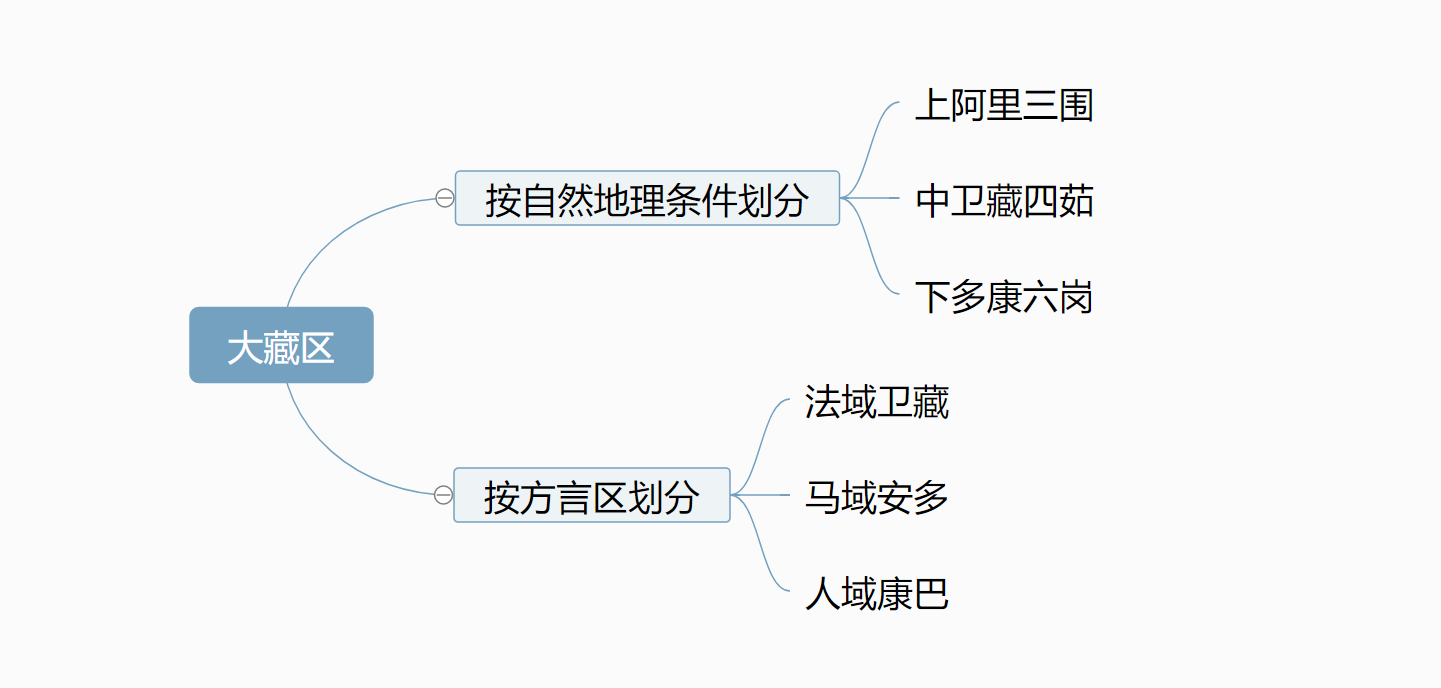 大藏区
按自然地理条件划分
上阿里三围
中卫藏四茹
下多康六岗
按方言区划分
法域卫藏
马域安多
人域康巴